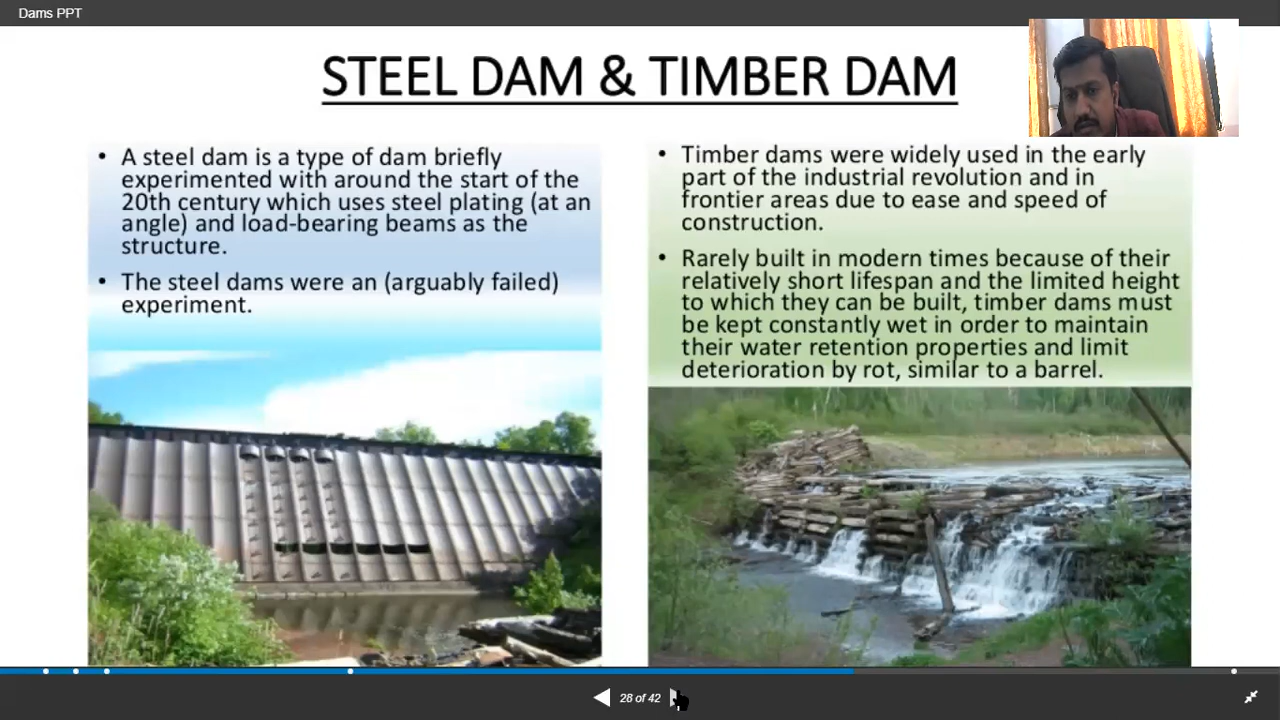 Dams PPT
STEEL DAM & TIMBER DAM
• A steel dam is a type of dam briefly
experimented with around the start of the
20th century which uses steel plating (at an
angle) and load-bearing beams as the
structure.
• The steel dams were an (arguably failed)
experiment.
• Timber dams were widely used in the early
part of the industrial revolution and in
frontier areas due to ease and speed of
construction.
• Rarely built in modern times because of their
relatively short lifespan and the limited height
to which they can be built, timber dams must
be kept constantly wet in order to maintain
their water retention properties and limit
deterioration by rot, similar to a barrel.
28 of 42